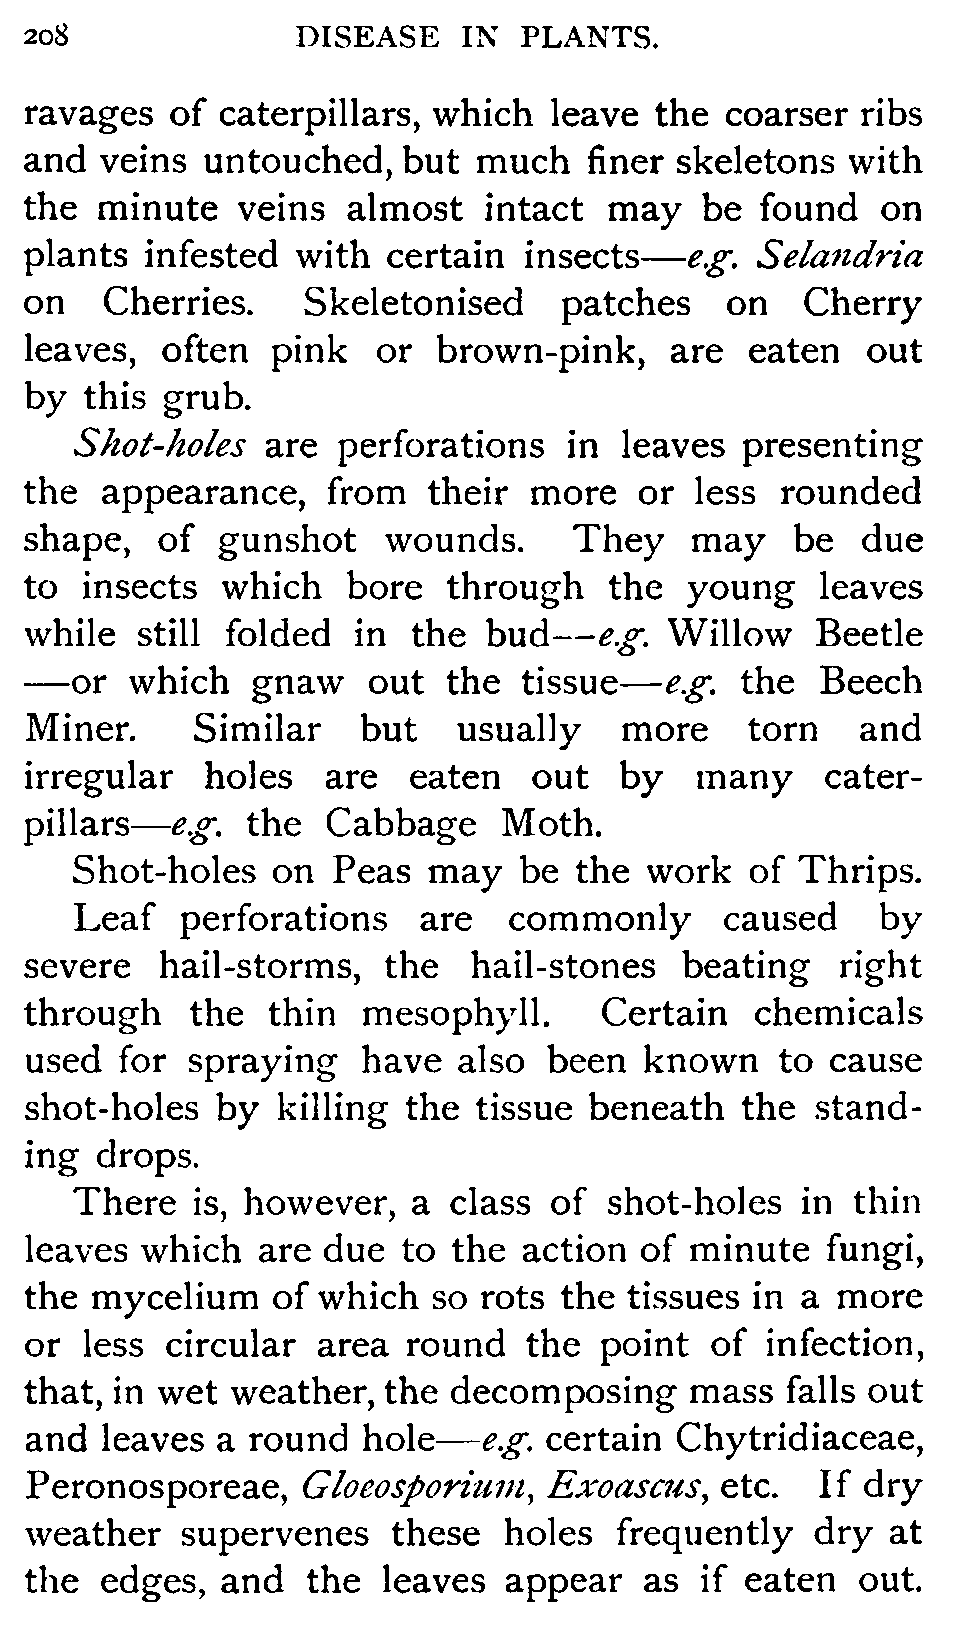 208 DISEASE IN PLANTS.
ravages of caterpillars, which leave the coarser ribs
and veins untouched, but much finer skeletons with
the minute veins almost intact may be found on
plants infested with certain insects—e.g. Selandria
on Cherries. Skeletonised patches on Cherry
leaves, often pink or brown-pink, are eaten out
by this grub.
Shot-holes are perforations in leaves presenting
the appearance, from their more or less rounded
shape, of gunshot wounds. They may be due
to insects which bore through the young leaves
while still folded in the bud—e.g. Willow Beetle
—or which gnaw out the tissue—e.g. the Beech
Miner. Similar but usually more torn and
irregular holes are eaten out by many cater-
pillars—e.g. the Cabbage Moth.
Shot-holes on Peas may be the work of Thrips.
Leaf perforations are commonly caused by
severe hail-storms, the hail-stones beating right
through the thin mesophyll. Certain chemicals
used for spraying have also been known to cause
shot-holes by killing the tissue beneath the stand-
ing drops.
There is, however, a class of shot-holes in thin
leaves which are due to the action of minute fungi,
the mycelium of which so rots the tissues in a more
or less circular area round the point of infection,
that, in wet weather, the decomposing mass falls out
and leaves a round hole—e.g. certain Chytridiaceae,
Peronosporeae, Gloeosporium, Exoascus, etc. If dry
weather supervenes these holes frequently dry at
the edges, and the leaves appear as if eaten out.